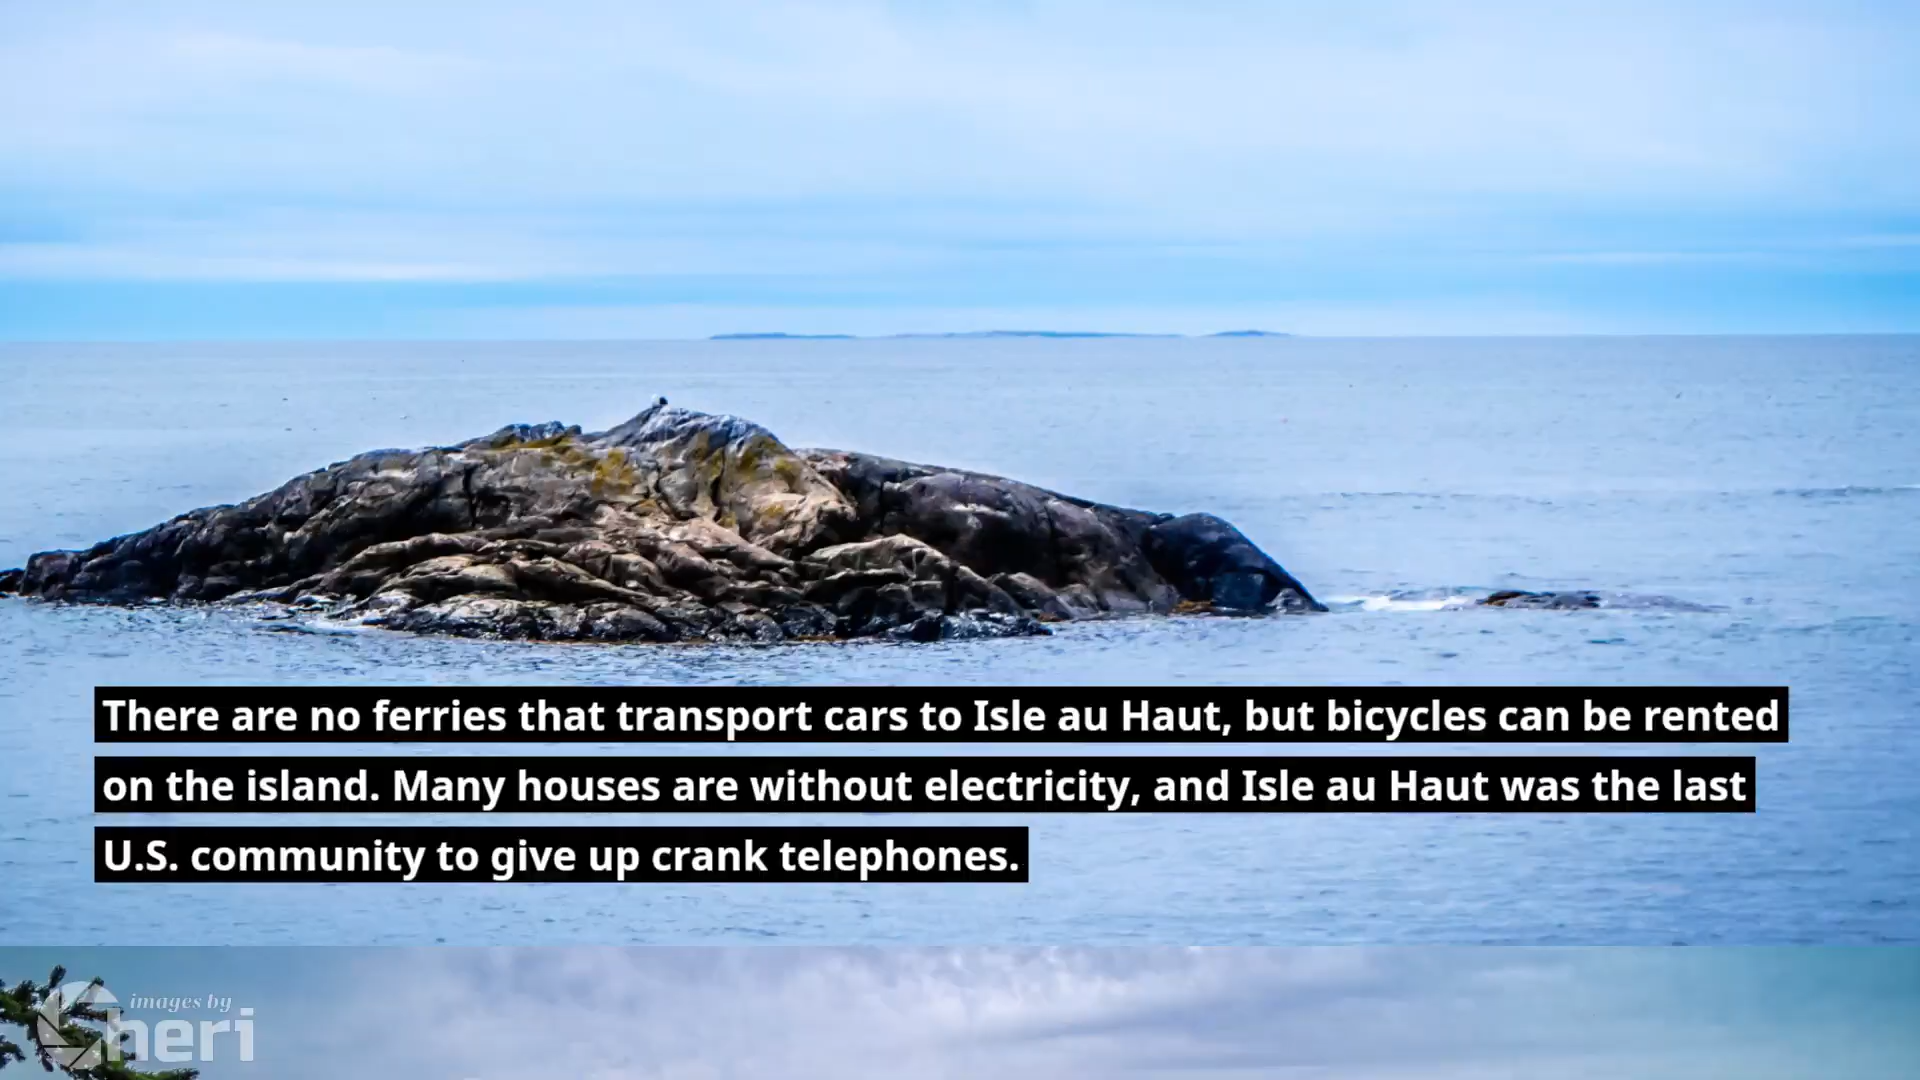 There are no ferries that transport cars to Isle au Haut, but bicycles can be rented
on the island. Many houses are without electricity, and Isle au Haut was the last
U.S. community to give up crank telephones.
images by
Cheri